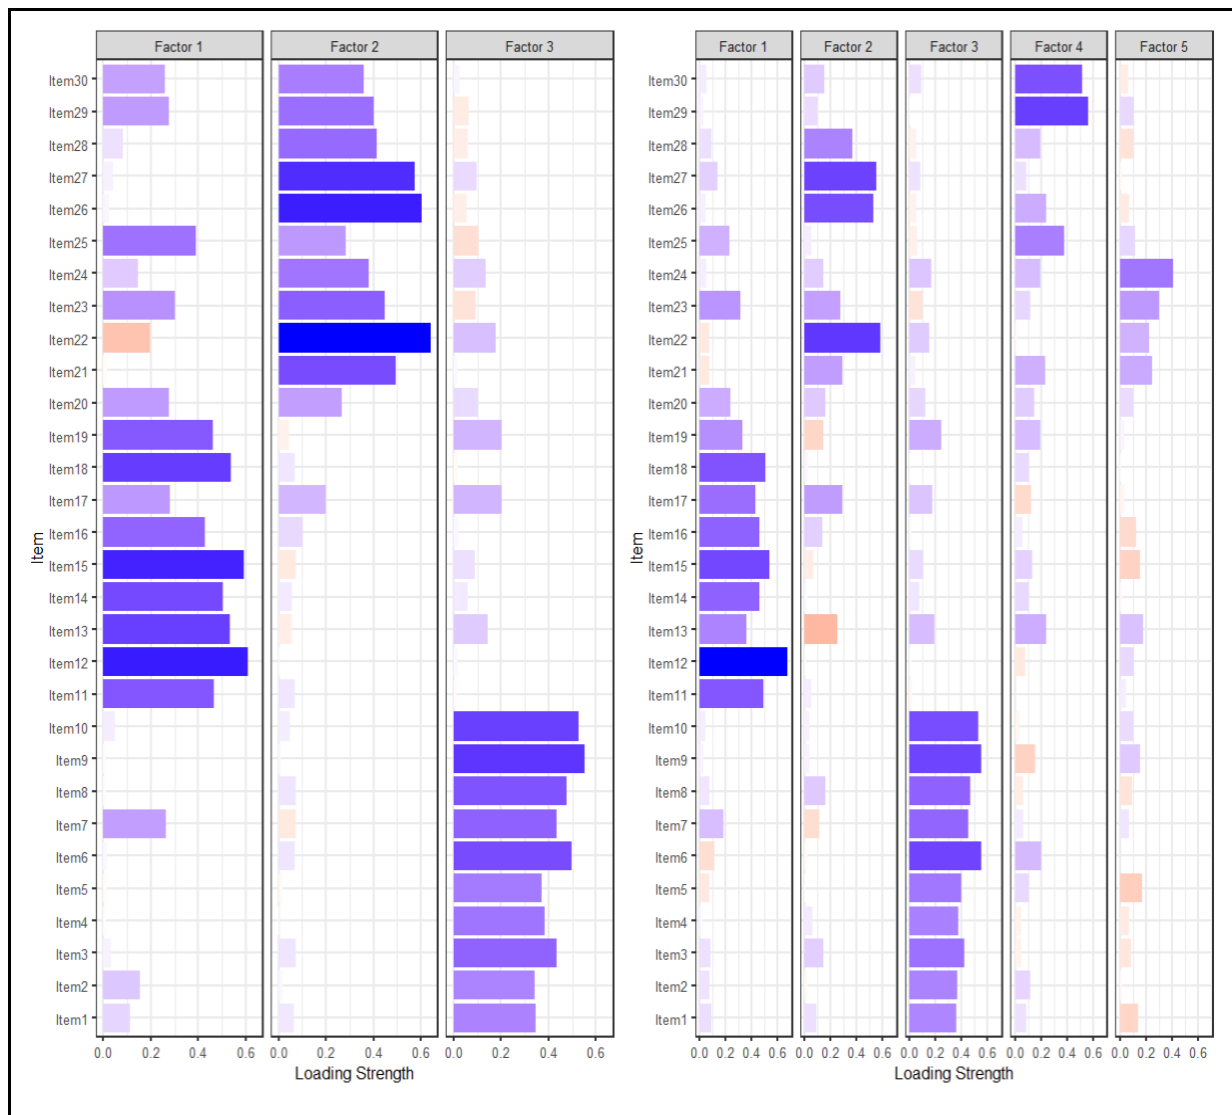 Factor 1 Factor 2 Factor 3 Factor 1 Factor 2 Factor 3 Factor 4 Factor 5
Item30 Item30
Item29 Item29
Item28 Item28
Item27 Item27
Item26 Item26
Item25 Item25
Item24 Item24
Item23 Item23
Item22 Item22
Item21 Item21
Item20 Item20
Item19 Item19
Item18 Item18
Item17 Item17
Item16 Item16
Item Item
Item15 Item15
Item14 Item14
Item13 Item13
Item12 Item12
Item11 Item11
Item10 Item10
Item9 Item9
Item8 Item8
Item7 Item7
Item6 Item6
Item5 Item5
Item4 Item4
Item3 Item3
Item2 Item2
Item1 Item1
0.0 0.2 0.4 0.6 0.0 0.2 0.4 0.6 0.0 0.2 0.4 0.6 0.0 0.2 0.4 0.6 0.0 0.2 0.4 0.6 0.0 0.2 0.4 0.6 0.0 0.2 0.4 0.6 0.0 0.2 0.4 0.6
Loading Strength Loading Strength